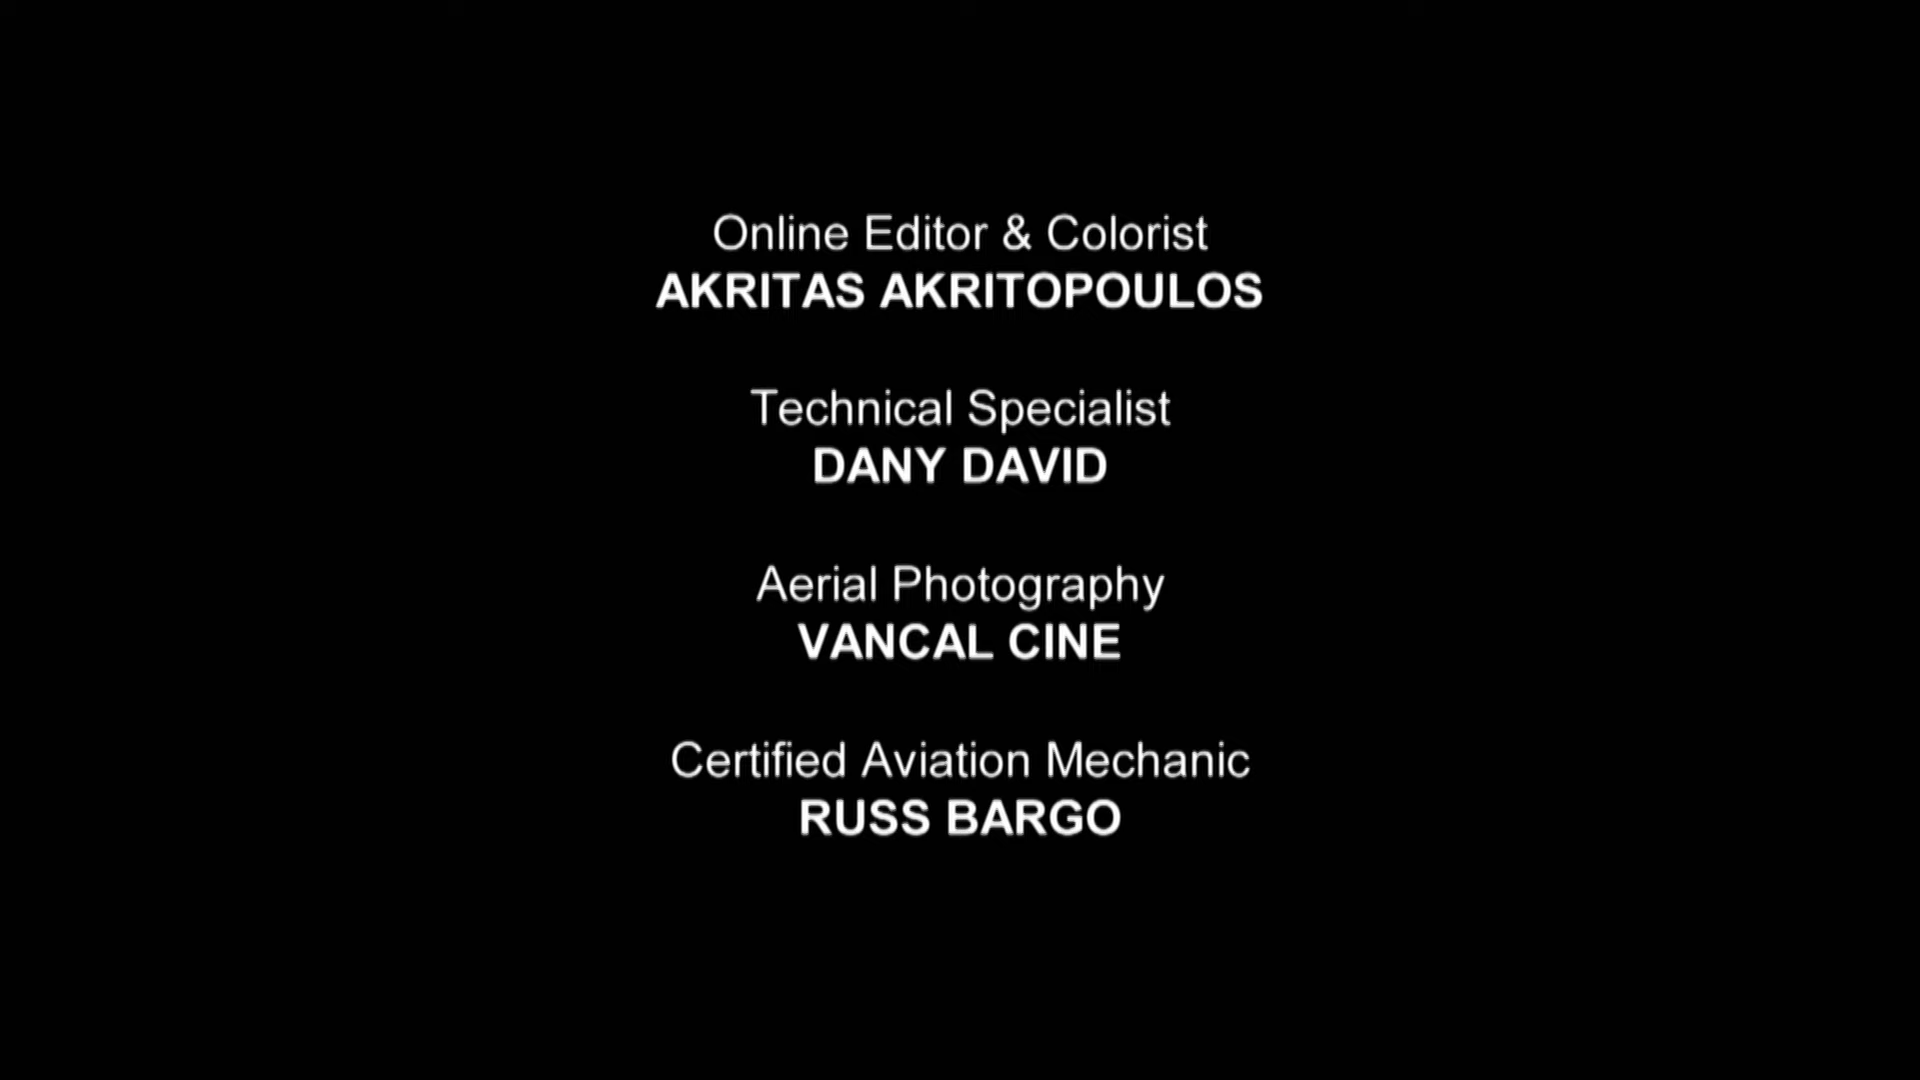 Online Editor & Colorist
AKRITAS AKRITOPOULOS
Technical Specialist
DANY DAVID
Aerial Photography
VANCAL CINE
Certified Aviation Mechanic
RUSS BARGO